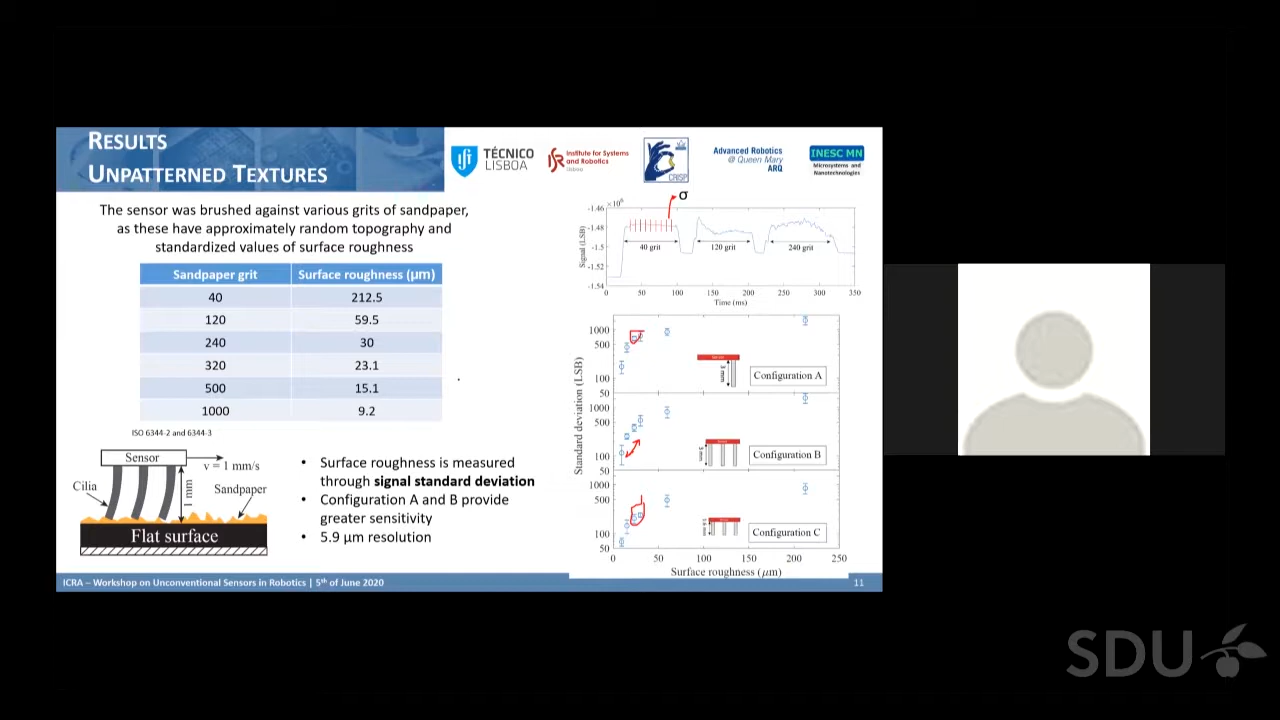 RESULTS
UNPATTERNED TEXTURES
TÉCNICO
LISBOA
Institute for Systems
and Robotics
Lisboa
CRISP
Advanced Robotics
@ Queen Mary
ARQ
INESC MN
Microsystems and
Nanotechnologies
The sensor was brushed against various grits of sandpaper,
as these have approximately random topography and
standardized values of surface roughness
Sandpaper grit Surface roughness (µm)
40 212.5
120 59.5
240 30
320 23.1
500 15.1
1000 9.2
ISO 6344-2 and 6344-3
Sensor
v = 1 mm/s
Cilia
1 mm
Sandpaper
Flat surface
• Surface roughness is measured
through signal standard deviation
• Configuration A and B provide
greater sensitivity
• 5.9 µm resolution
σ
-1.46
-1.48
-1.5
-1.52
-1.54
Signal (LSB)
40 grit 120 grit 240 grit
0 50 100 150 200 250 300 350
Time (ms)
Standard deviation (LSB)
1000
500
100
50
3 mm
Configuration A
1000
500
100
50
3 mm
Configuration B
1000
500
100
50
Configuration C
0 50 100 150 200 250
Surface roughness (µm)
ICRA – Workshop on Unconventional Sensors in Robotics | 5th of June 2020
11
SDU